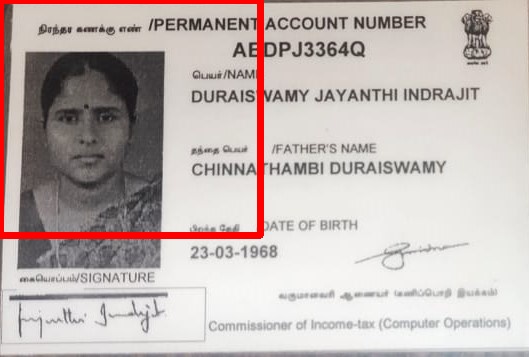 நிரந்தர கணக்கு எண் /PERMANENT ACCOUNT NUMBER
AEDPJ3364Q
பெயர்/NAME
DURAISWAMY JAYANTHI INDRAJIT
தந்தை பெயர் /FATHER'S NAME
CHINNATHAMBI DURAISWAMY
பிறந்த தேதி /DATE OF BIRTH
23-03-1968
கையொப்பம்/SIGNATURE
வருமானவரி ஆணையர் (கணிப்பொறி இயக்கம்)
Commissioner of Income-tax (Computer Operations)